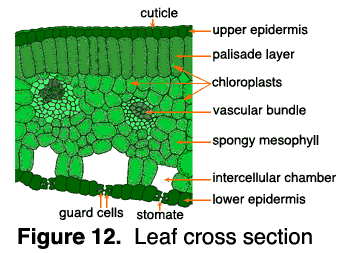 cuticle
upper epidermis
palisade layer
chloroplasts
vascular bundle
spongy mesophyll
intercellular chamber
lower epidermis
guard cells
stomate
Figure 12. Leaf cross section